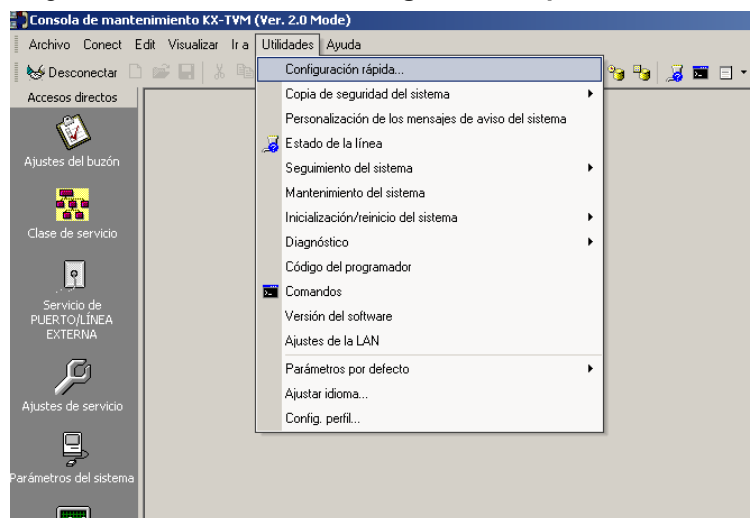 Consola de mantenimiento KX-TVM (Ver. 2.0 Mode)
Archivo Conect Edit Visualizar Ir a Utilidades Ayuda
Desconectar
Accesos directos
Ajustes del buzón
Clase de servicio
Servicio de
PUERTO/LÍNEA
EXTERNA
Ajustes de servicio
Parámetros del sistema
Configuración rápida...
Copia de seguridad del sistema
Personalización de los mensajes de aviso del sistema
Estado de la línea
Seguimiento del sistema
Mantenimiento del sistema
Inicialización/reinicio del sistema
Diagnóstico
Código del programador
Comandos
Versión del software
Ajustes de la LAN
Parámetros por defecto
Ajustar idioma...
Config. perfil...